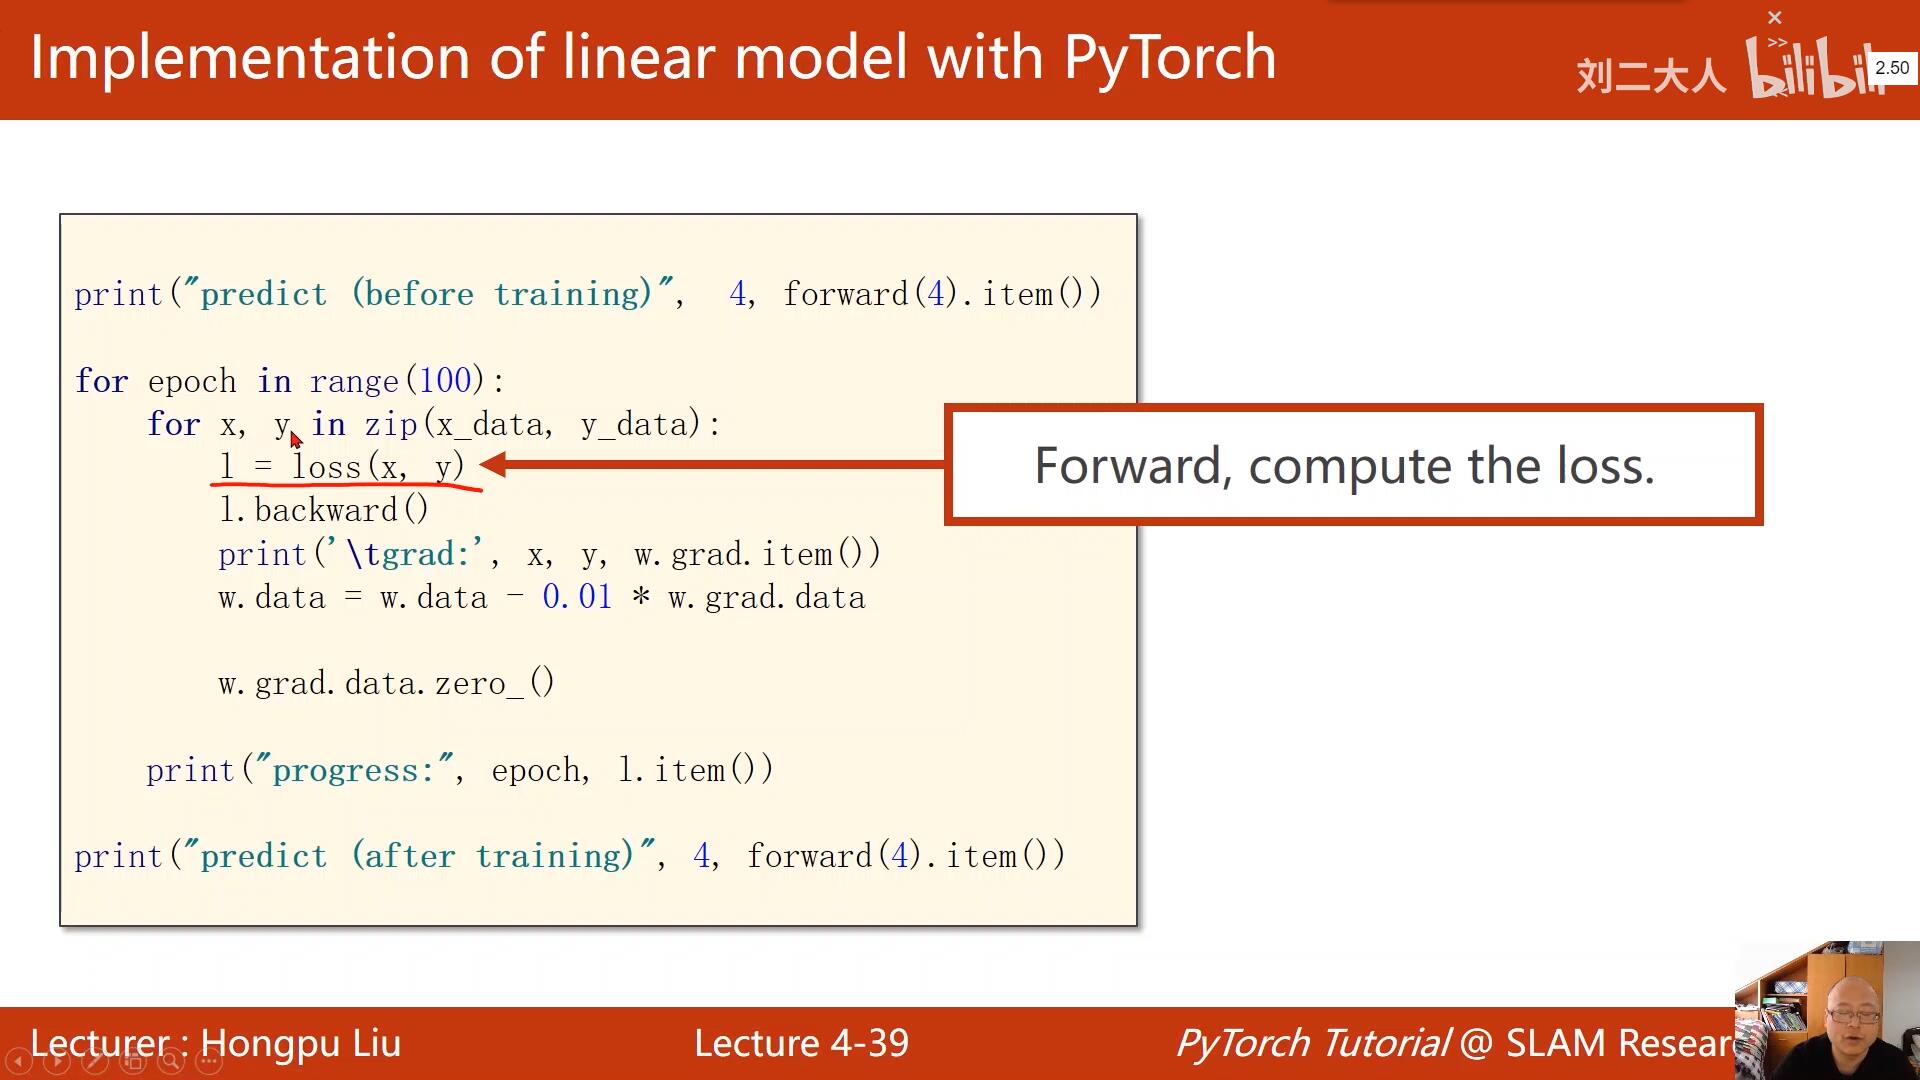 Implementation of linear model with PyTorch
刘二大人 bilibili
2.50
print("predict (before training)",  4, forward(4).item())
for epoch in range(100):
for x, y in zip(x_data, y_data):
l = loss(x, y)
Forward, compute the loss.
l.backward()
print('\tgrad:', x, y, w.grad.item())
w.data = w.data - 0.01 * w.grad.data
w.grad.data.zero_()
print("progress:", epoch, l.item())
print("predict (after training)", 4, forward(4).item())
Lecturer : Hongpu Liu
Lecture 4-39
PyTorch Tutorial @ SLAM Resear